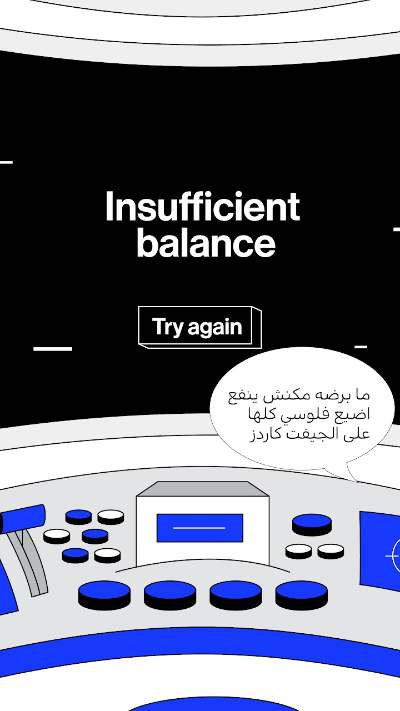 Insufficient
balance
Try again
ما برضه مكنش ينفع
اضيع فلوسي كلها
على الجيفت كاردز